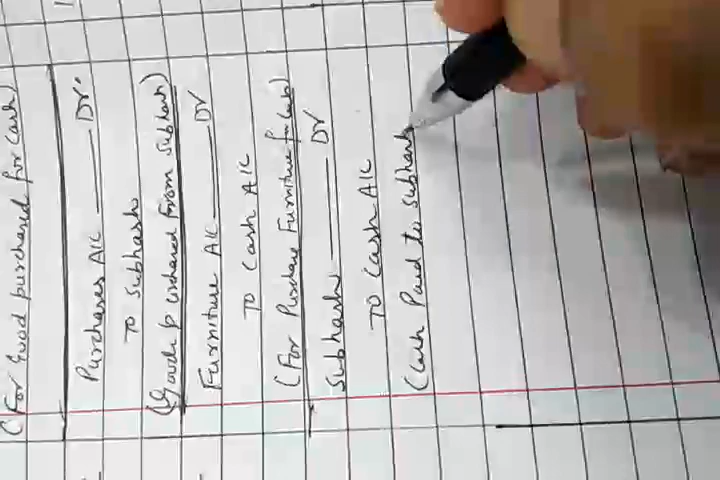 (For Good purchased for Cash)
Purchases A/C ——— Dr.
To Subhash
(Goods purchased From Subhash)
Furniture A/C ——— Dr
To Cash A/C
(For Purchase Furniture for Cash)
Subhash ——— Dr
To Cash A/C
(Cash Paid to Subhash